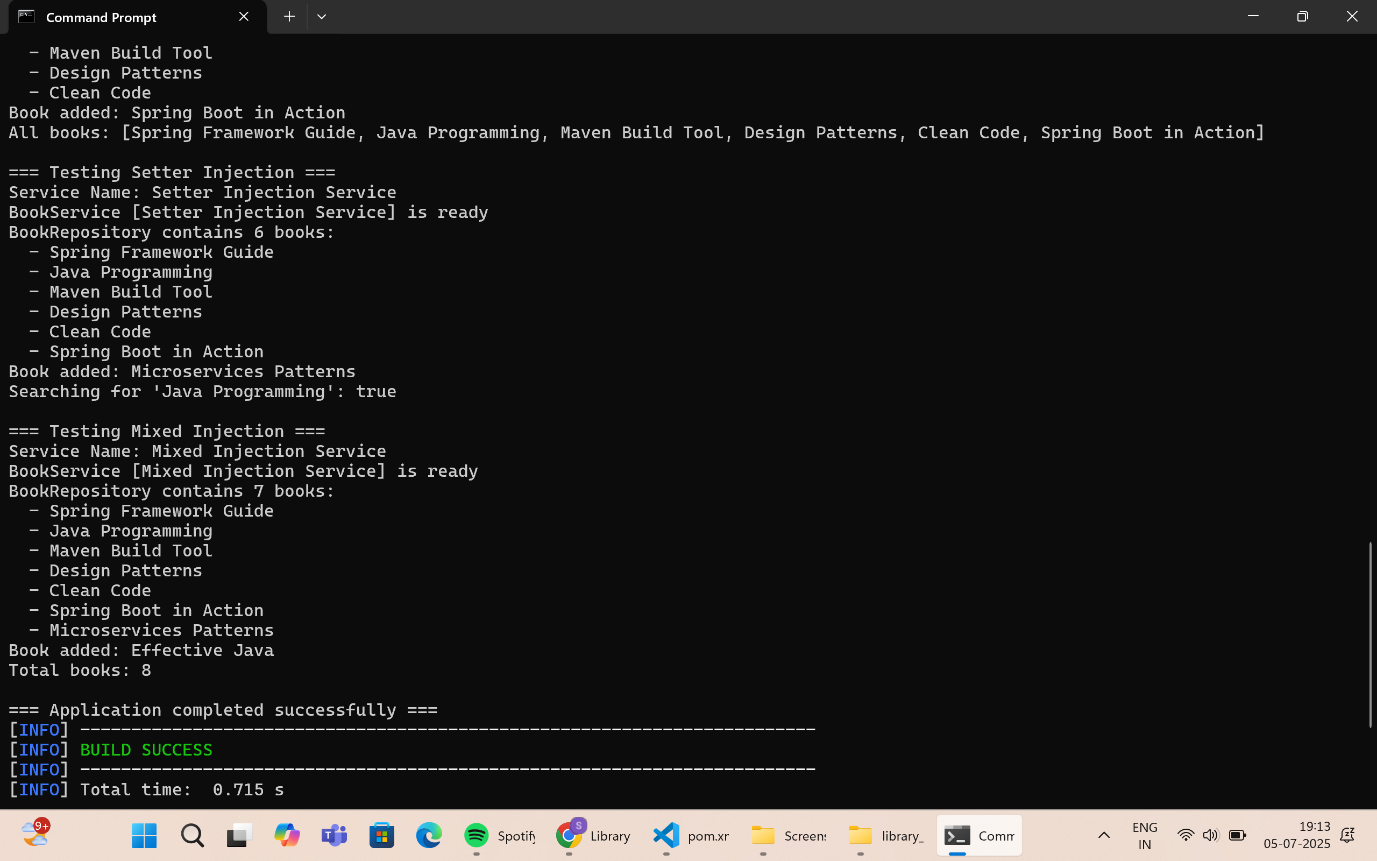 Command Prompt
– Maven Build Tool
– Design Patterns
– Clean Code
Book added: Spring Boot in Action
All books: [Spring Framework Guide, Java Programming, Maven Build Tool, Design Patterns, Clean Code, Spring Boot in Action]
=== Testing Setter Injection ===
Service Name: Setter Injection Service
BookService [Setter Injection Service] is ready
BookRepository contains 6 books:
– Spring Framework Guide
– Java Programming
– Maven Build Tool
– Design Patterns
– Clean Code
– Spring Boot in Action
Book added: Microservices Patterns
Searching for 'Java Programming': true
=== Testing Mixed Injection ===
Service Name: Mixed Injection Service
BookService [Mixed Injection Service] is ready
BookRepository contains 7 books:
– Spring Framework Guide
– Java Programming
– Maven Build Tool
– Design Patterns
– Clean Code
– Spring Boot in Action
– Microservices Patterns
Book added: Effective Java
Total books: 8
=== Application completed successfully ===
[INFO] ------------------------------------------------------------------------
[INFO] BUILD SUCCESS
[INFO] ------------------------------------------------------------------------
[INFO] Total time:  0.715 s
9+
T
S
Spotify
Library
pom.xr
Screens
library_
Comm
ENG
IN
19:13
05-07-2025